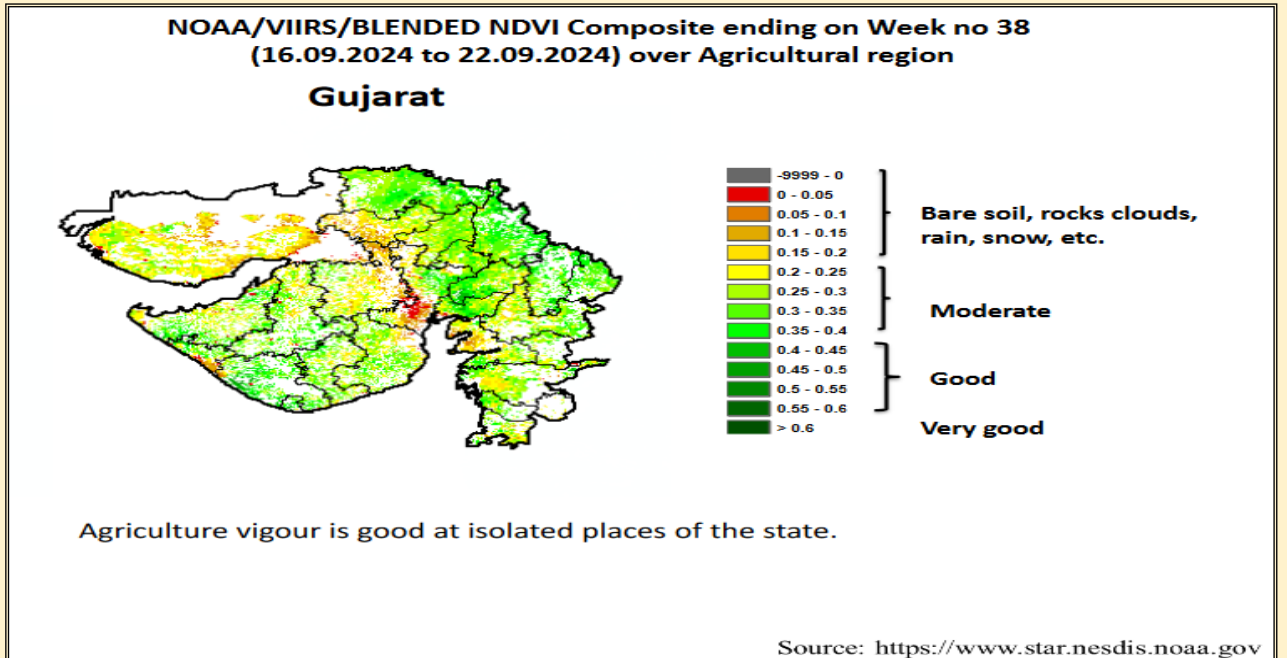 NOAA/VIIRS/BLENDED NDVI Composite ending on Week no 38
(16.09.2024 to 22.09.2024) over Agricultural region
Gujarat
-9999 - 0
0 - 0.05
0.05 - 0.1
0.1 - 0.15
0.15 - 0.2
0.2 - 0.25
0.25 - 0.3
0.3 - 0.35
0.35 - 0.4
0.4 - 0.45
0.45 - 0.5
0.5 - 0.55
0.55 - 0.6
> 0.6
Bare soil, rocks clouds,
rain, snow, etc.
Moderate
Good
Very good
Agriculture vigour is good at isolated places of the state.
Source: https://www.star.nesdis.noaa.gov